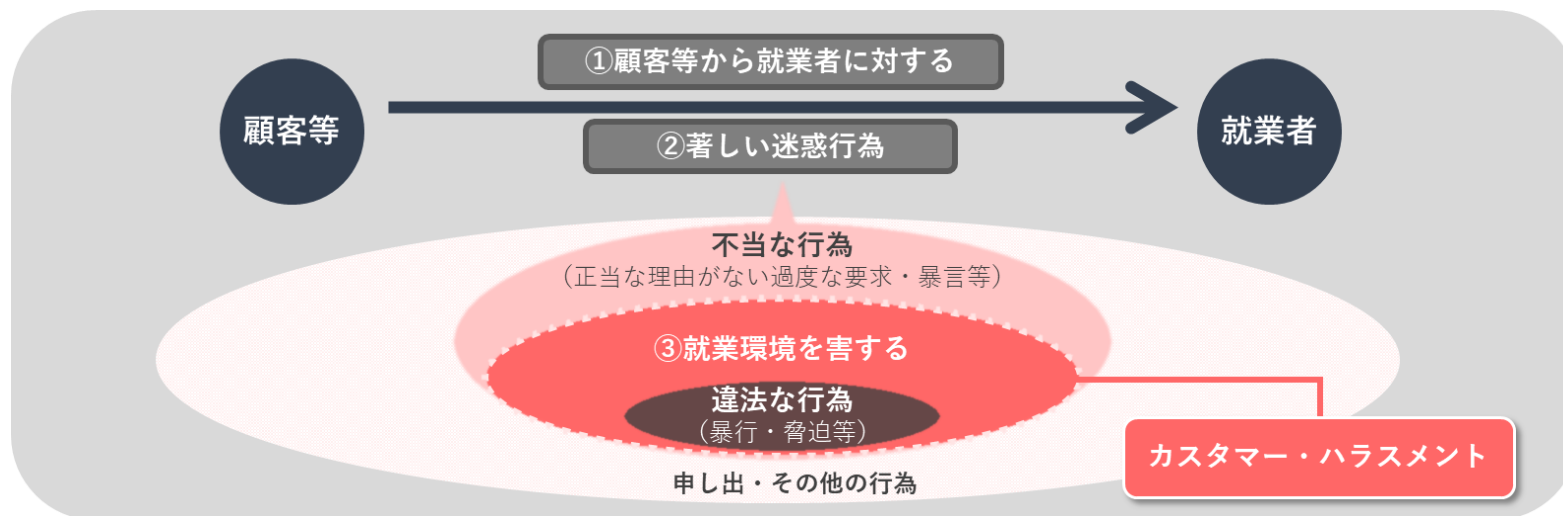 ①顧客等から就業者に対する
顧客等
就業者
②著しい迷惑行為
不当な行為
（正当な理由がない過度な要求・暴言等）
③就業環境を害する
違法な行為
（暴行・脅迫等）
カスタマー・ハラスメント
申し出・その他の行為